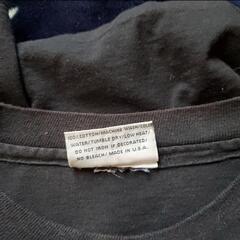 100% COTTON/MACHINE WASH/COLD
WATER/TUMBLE DRY/LOW HEAT/
DO NOT IRON IF DECORATED/
NO BLEACH/MADE IN U.S.A.